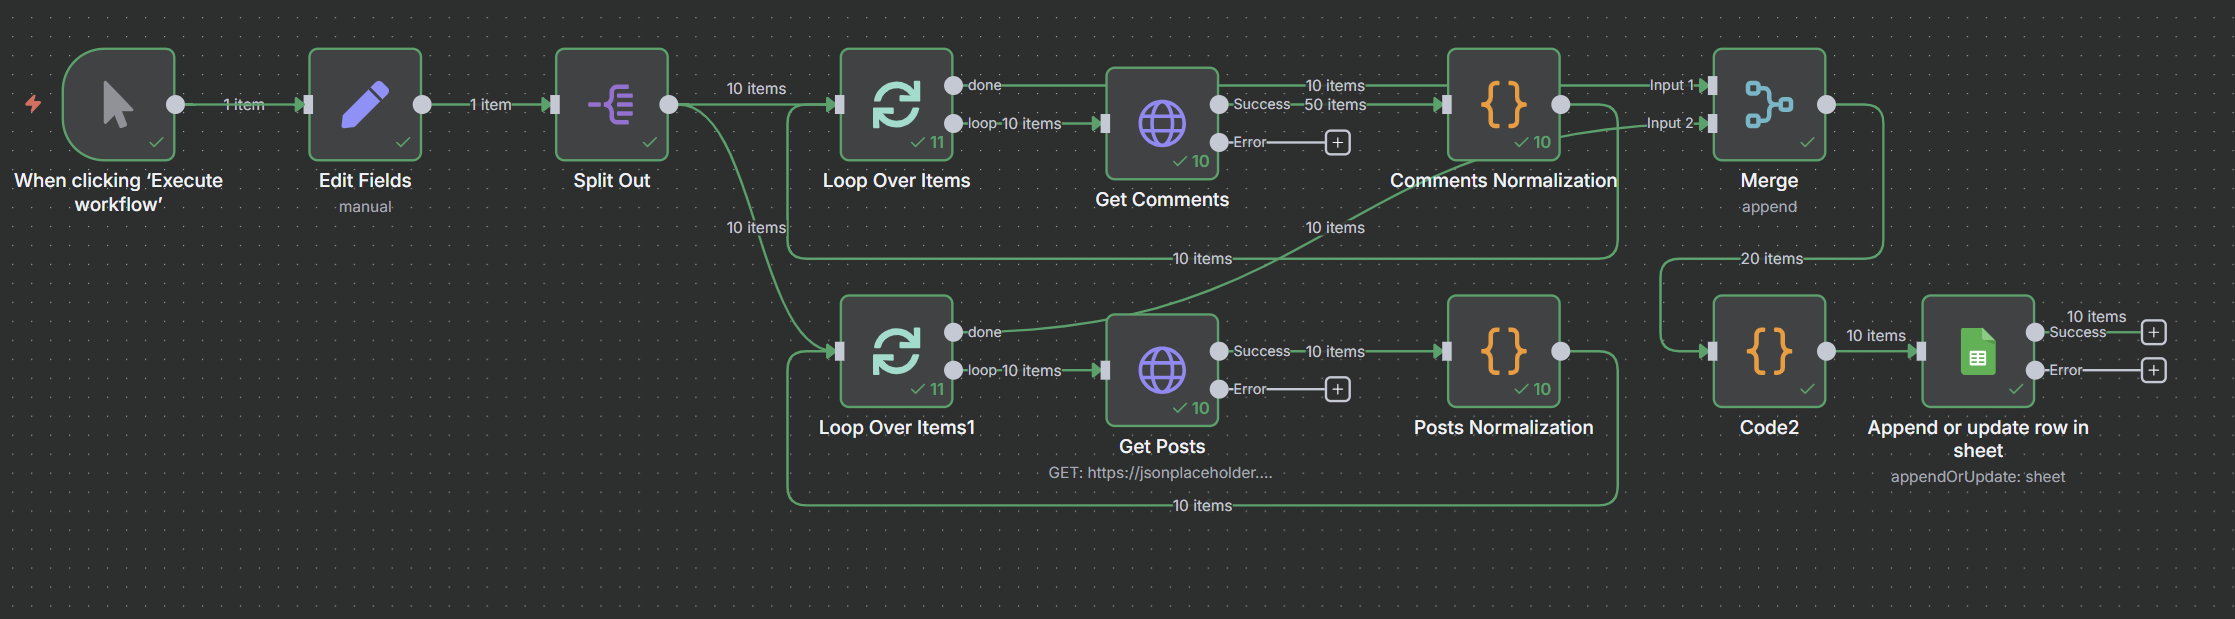 1 item
1 item
10 items
done
loop
10 items
Success
50 items
Error
10 items
Input 1
Input 2
11
10
10
When clicking ‘Execute
workflow’
Edit Fields
manual
Split Out
Loop Over Items
Get Comments
Comments Normalization
Merge
append
10 items
10 items
10 items
20 items
done
loop
10 items
Success
10 items
Error
11
10
10
10 items
10 items
Success
Error
Loop Over Items1
Get Posts
GET: https://jsonplaceholder....
Posts Normalization
Code2
Append or update row in
sheet
appendOrUpdate: sheet
10 items